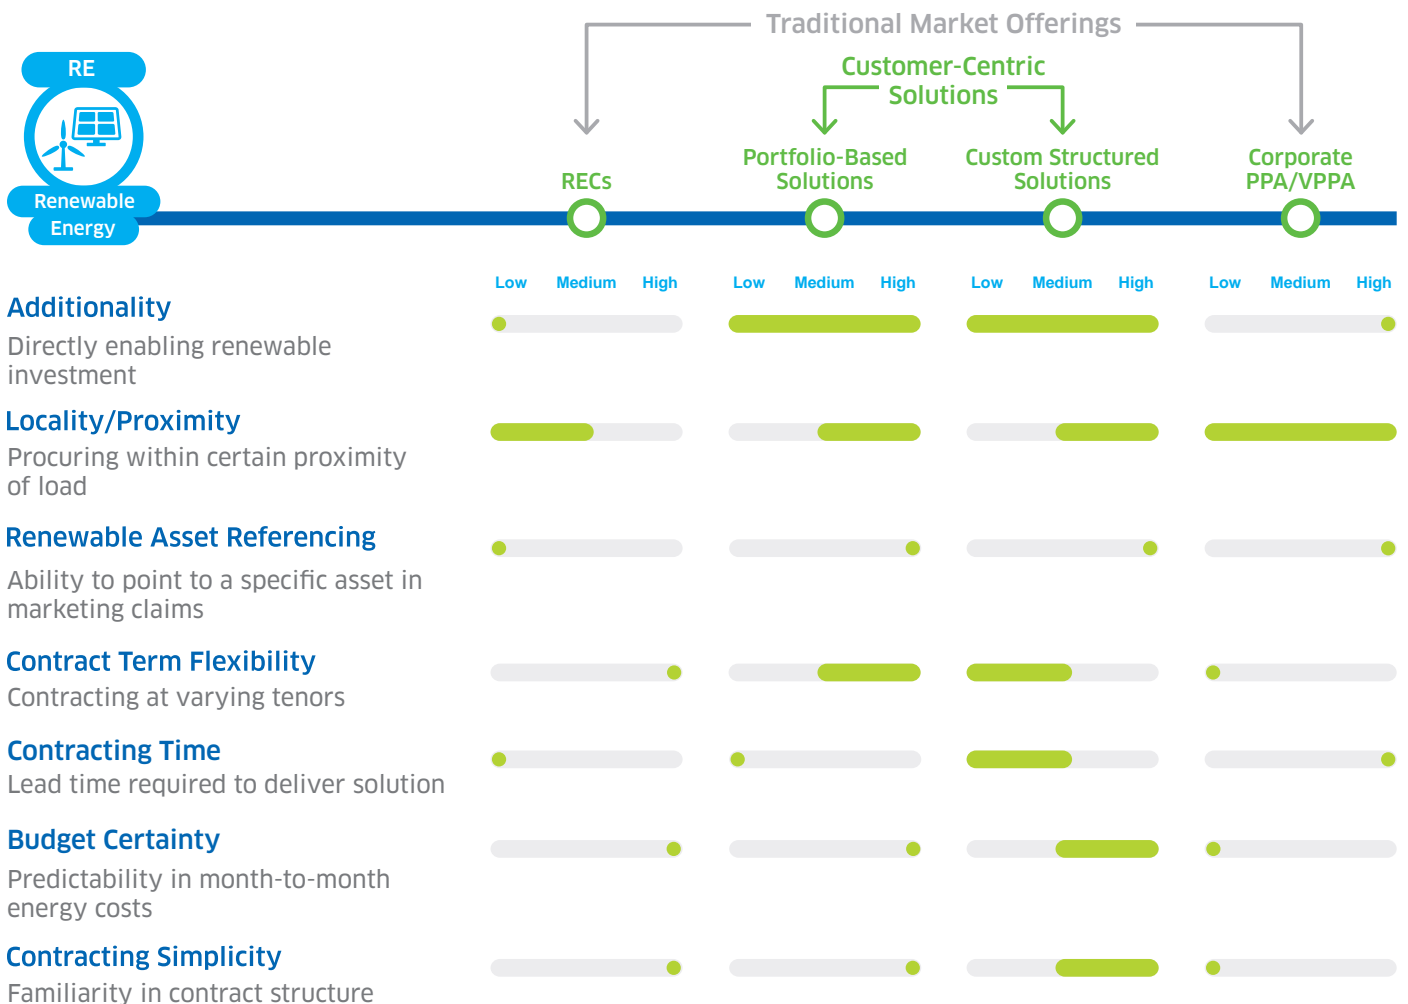 Traditional Market Offerings
Customer-Centric
Solutions
RE
Renewable
Energy
RECs
Portfolio-Based
Solutions
Custom Structured
Solutions
Corporate
PPA/VPPA
Low Medium High Low Medium High Low Medium High Low Medium High
Additionality
Directly enabling renewable
investment
Locality/Proximity
Procuring within certain proximity
of load
Renewable Asset Referencing
Ability to point to a specific asset in
marketing claims
Contract Term Flexibility
Contracting at varying tenors
Contracting Time
Lead time required to deliver solution
Budget Certainty
Predictability in month-to-month
energy costs
Contracting Simplicity
Familiarity in contract structure